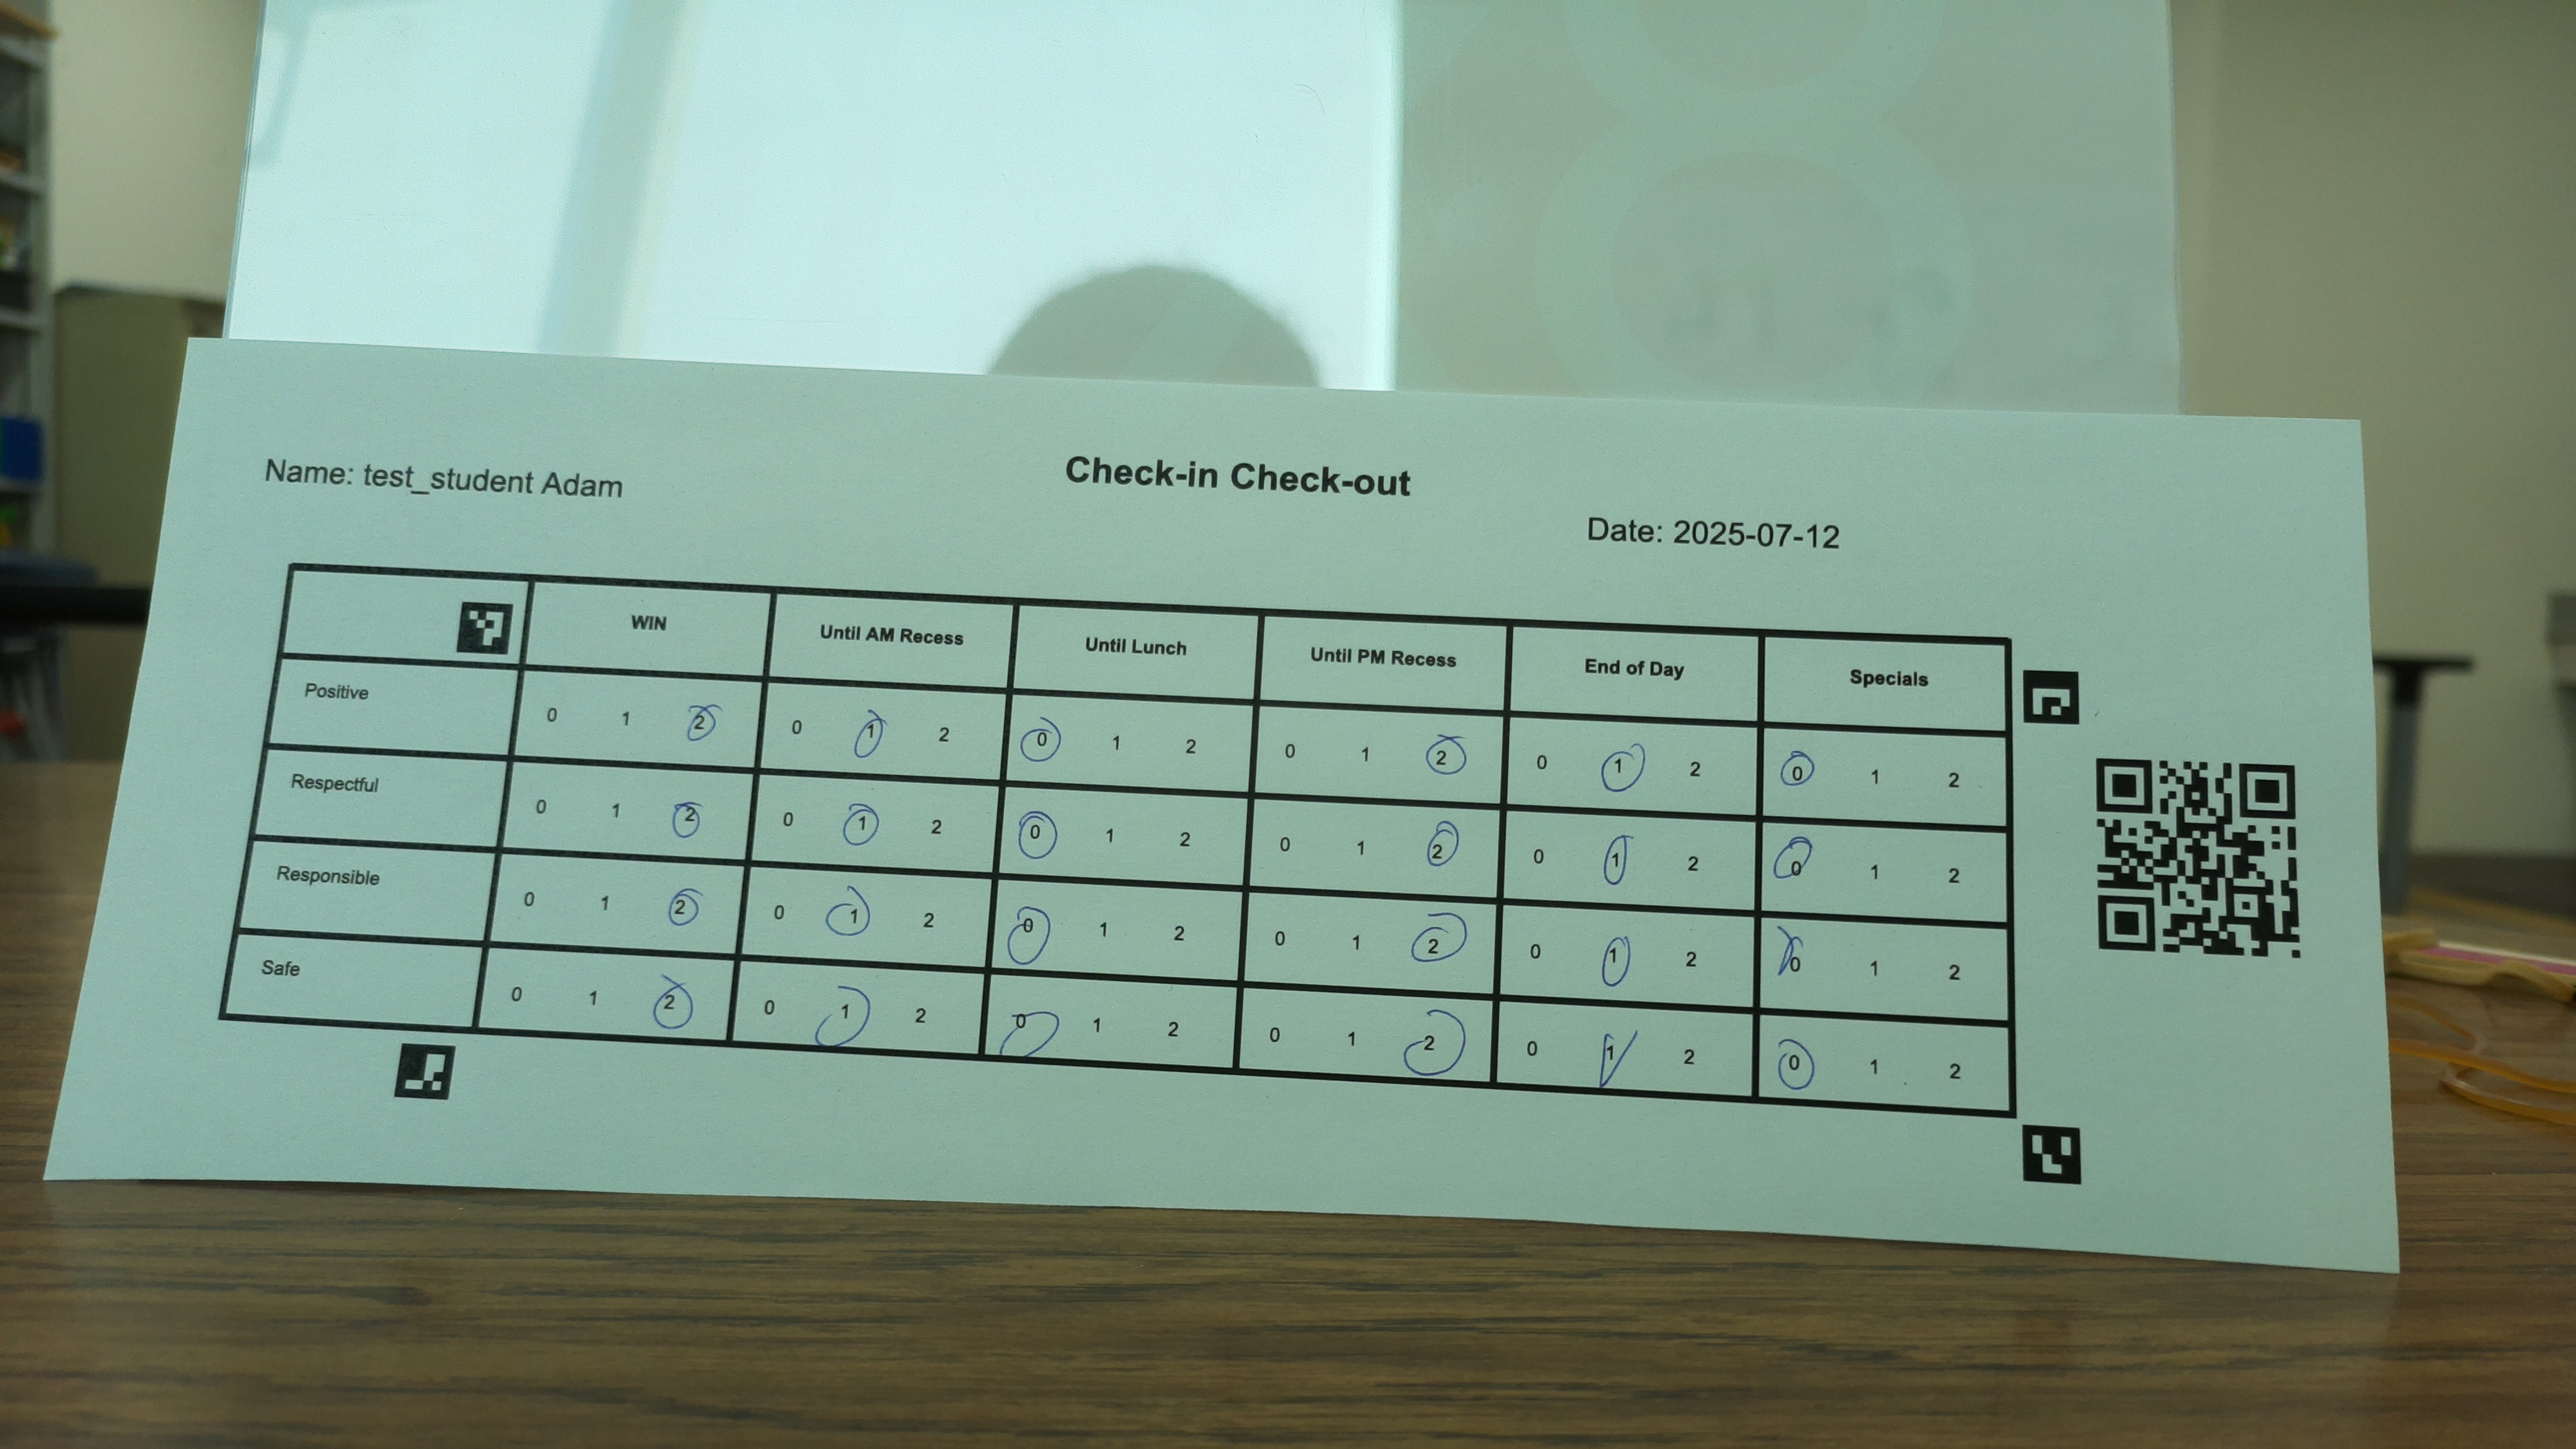 Name: test_student Adam
Check-in Check-out
Date: 2025-07-12
WIN Until AM Recess Until Lunch Until PM Recess End of Day Specials
Positive 0 1 2 0 1 2 0 1 2 0 1 2 0 1 2 0 1 2
Respectful 0 1 2 0 1 2 0 1 2 0 1 2 0 1 2 0 1 2
Responsible 0 1 2 0 1 2 0 1 2 0 1 2 0 1 2 0 1 2
Safe 0 1 2 0 1 2 0 1 2 0 1 2 0 1 2 0 1 2